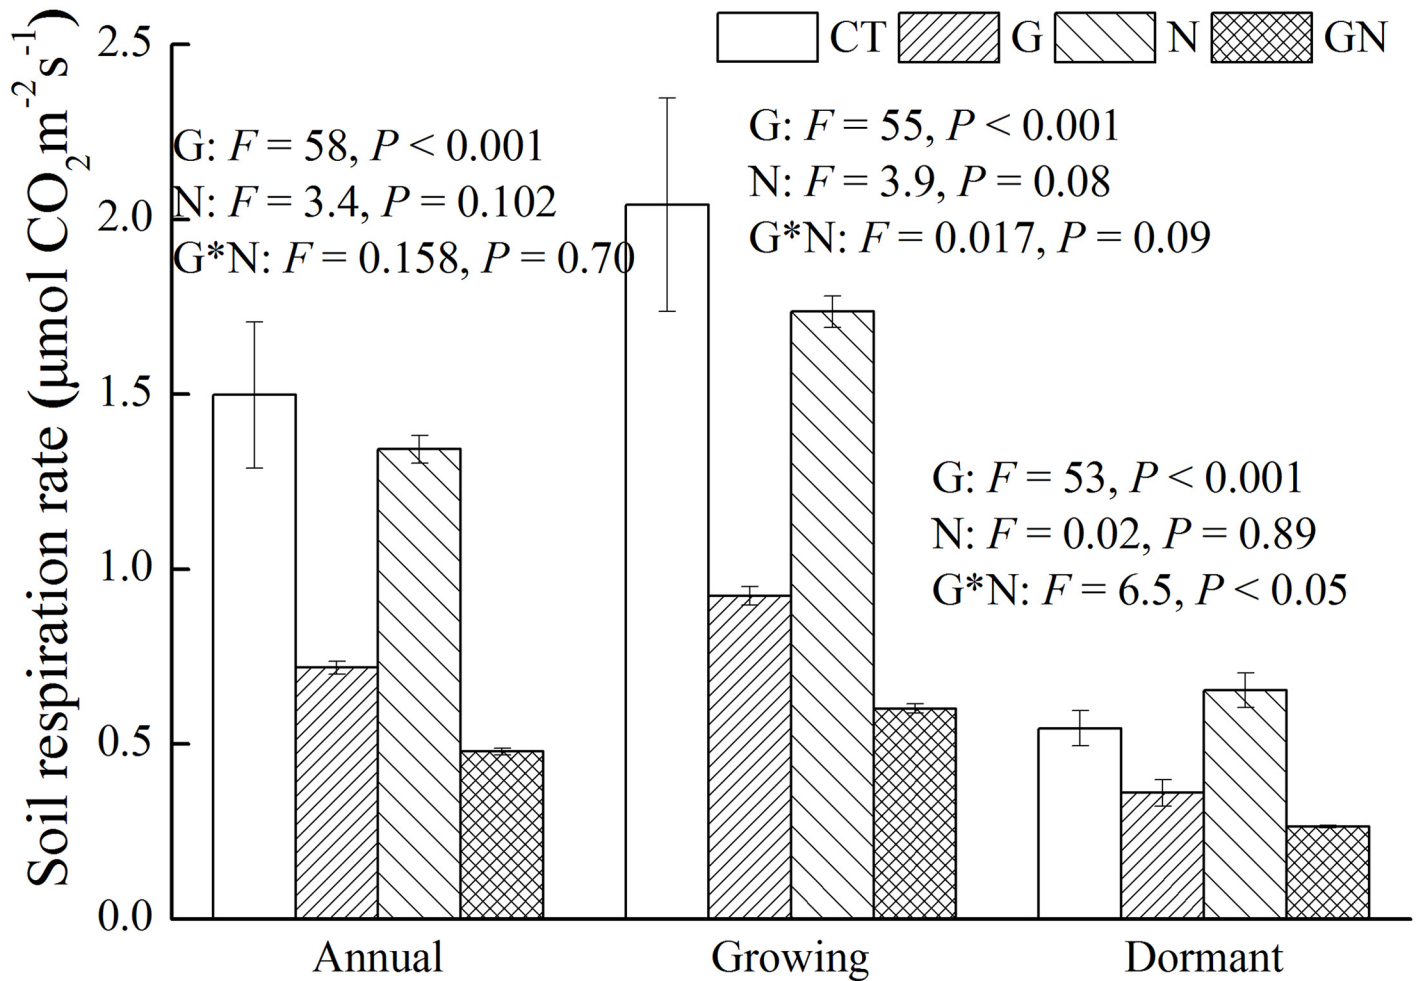 Soil respiration rate (μmol CO₂m⁻²s⁻¹)
2.5
2.0
1.5
1.0
0.5
0.0
CT G N GN
G: F = 58, P < 0.001
N: F = 3.4, P = 0.102
G*N: F = 0.158, P = 0.70
G: F = 55, P < 0.001
N: F = 3.9, P = 0.08
G*N: F = 0.017, P = 0.09
G: F = 53, P < 0.001
N: F = 0.02, P = 0.89
G*N: F = 6.5, P < 0.05
Annual Growing Dormant